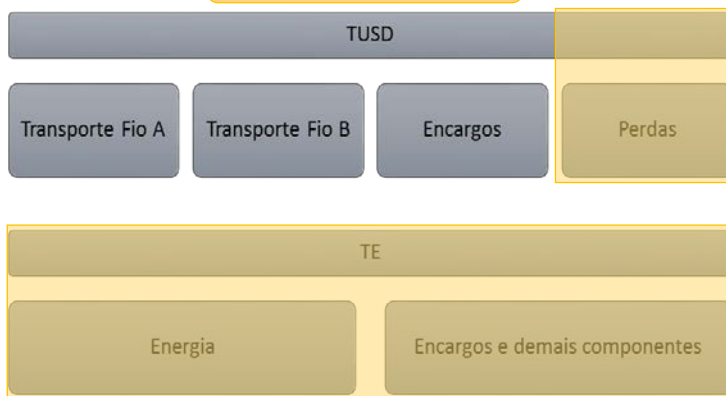 TUSD
Transporte Fio A
Transporte Fio B
Encargos
Perdas
TE
Energia
Encargos e demais componentes